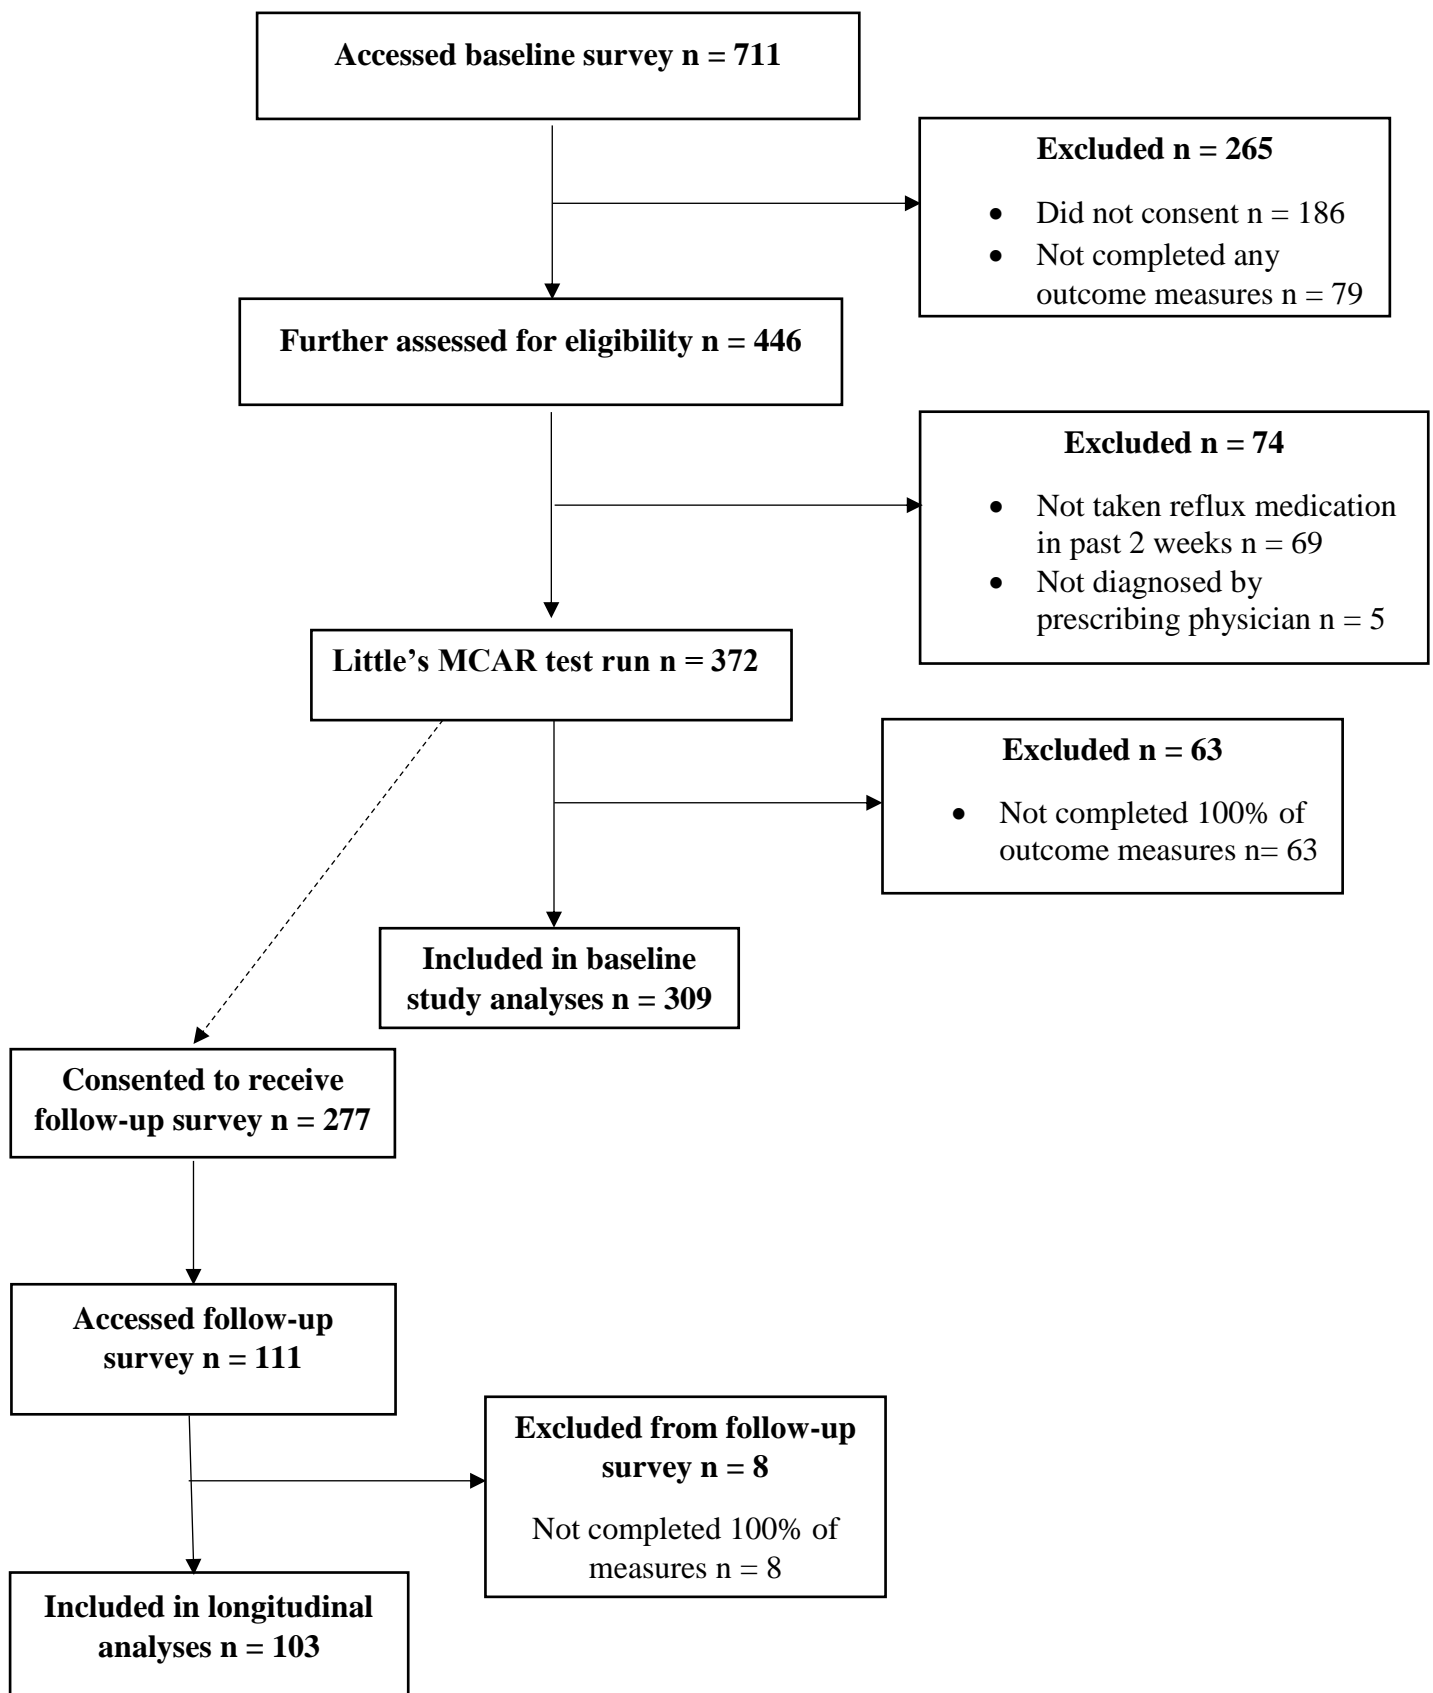 Accessed baseline survey n = 711
Excluded n = 265
• Did not consent n = 186
• Not completed any
outcome measures n = 79
Further assessed for eligibility n = 446
Excluded n = 74
• Not taken reflux medication
in past 2 weeks n = 69
• Not diagnosed by
prescribing physician n = 5
Little’s MCAR test run n = 372
Excluded n = 63
• Not completed 100% of
outcome measures n= 63
Included in baseline
study analyses n = 309
Consented to receive
follow-up survey n = 277
Accessed follow-up
survey n = 111
Excluded from follow-up
survey n = 8
Not completed 100% of
measures n = 8
Included in longitudinal
analyses n = 103